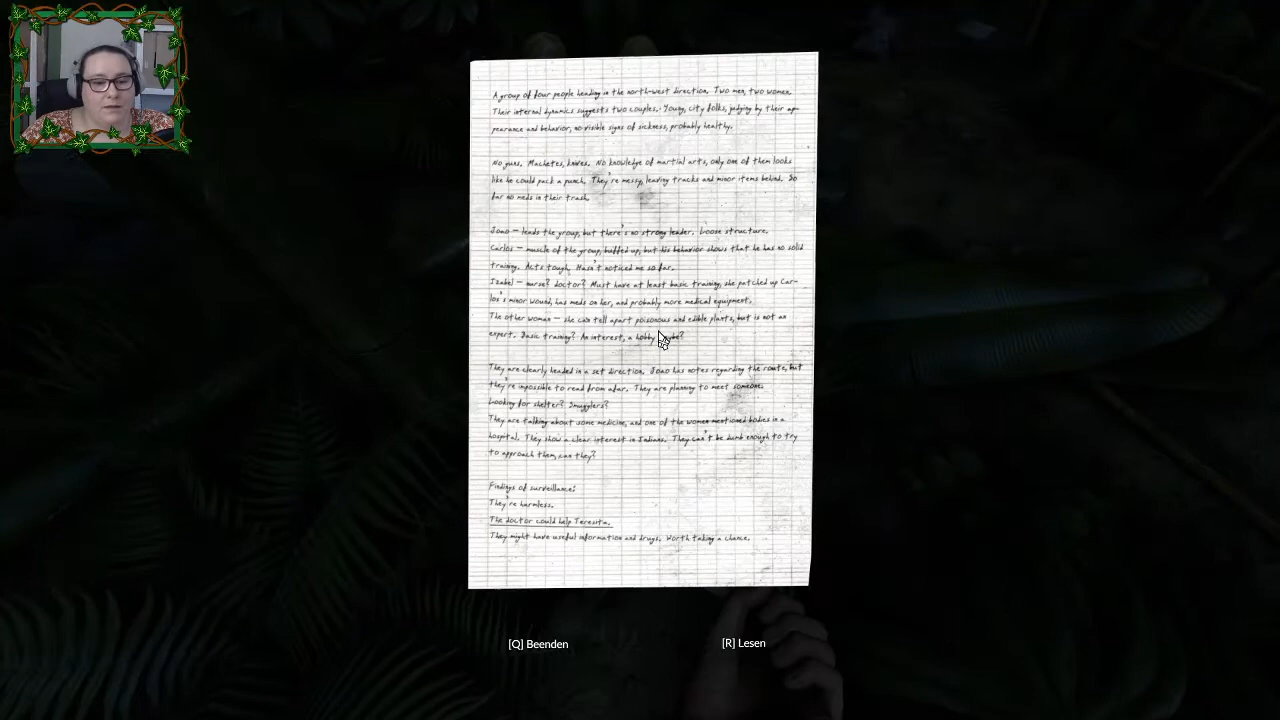 A group of four people heading in the north-west direction. Two men, two women.
Their internal dynamics suggests two couples. Young, city folks, judging by their ap-
pearance and behavior, no visible signs of sickness, probably healthy.
No guns. Machetes, knives. No knowledge of martial arts, only one of them looks
like he could pack a punch. They're messy, leaving tracks and minor items behind. So
far no meds in their trash.
Joao – leads the group, but there's no strong leader. Loose structure.
Carlos – muscle of the group, buffed up, but his behavior shows that he has no solid
training. Acts tough. Hasn't noticed me so far.
Izabel – nurse? doctor? Must have at least basic training, she patched up Car-
los's minor wound, has meds on her, and probably more medical equipment.
The other woman – she can tell apart poisonous and edible plants, but is not an
expert. Basic training? An interest, a hobby maybe?
They are clearly headed in a set direction. Joao has notes regarding the route, but
they're impossible to read from afar. They are planning to meet someone.
Looking for shelter? Smugglers?
They are talking about some medicine, and one of the women mentioned bodies in a
hospital. They show a clear interest in Indians. They can't be dumb enough to try
to approach them, can they?
Findings of surveillance:
They're harmless.
The doctor could help Teresita.
They might have useful information and drugs. Worth taking a chance.
[Q] Beenden [R] Lesen